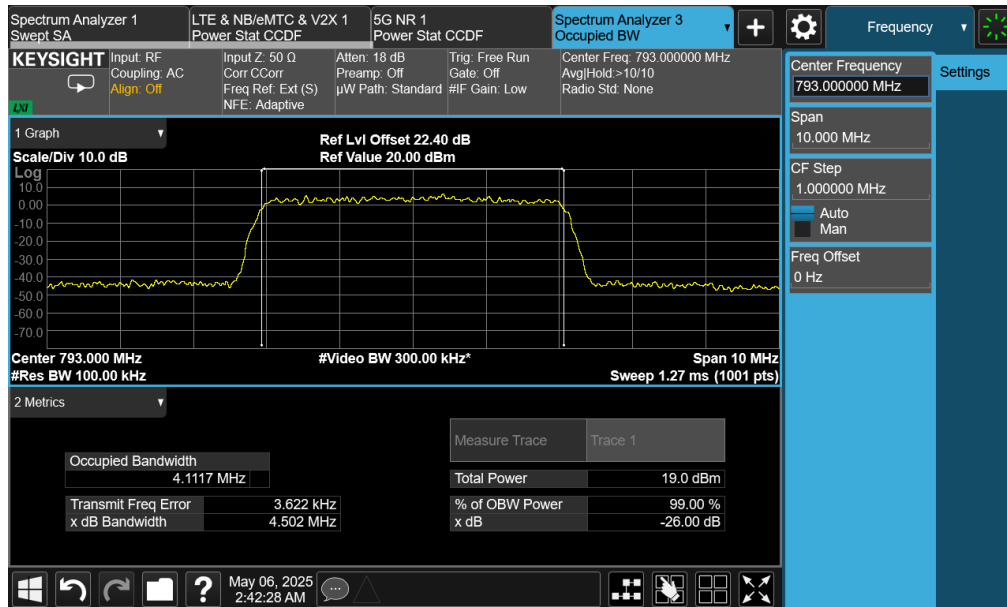 Spectrum Analyzer 1
Swept SA
LTE & NB/eMTC & V2X 1
Power Stat CCDF
5G NR 1
Power Stat CCDF
Spectrum Analyzer 3
Occupied BW
Frequency
KEYSIGHT
LXI
Input: RF
Coupling: AC
Align: Off
Input Z: 50 Ω
Corr CCorr
Freq Ref: Ext (S)
NFE: Adaptive
Atten: 18 dB
Preamp: Off
µW Path: Standard
Trig: Free Run
Gate: Off
#IF Gain: Low
Center Freq: 793.000000 MHz
Avg|Hold:>10/10
Radio Std: None
Center Frequency
793.000000 MHz
Settings
Span
10.000 MHz
CF Step
1.000000 MHz
Auto
Man
Freq Offset
0 Hz
1 Graph
Scale/Div 10.0 dB
Ref Lvl Offset 22.40 dB
Ref Value 20.00 dBm
Log
10.0
0.00
-10.0
-20.0
-30.0
-40.0
-50.0
-60.0
-70.0
Center 793.000 MHz
#Video BW 300.00 kHz*
Span 10 MHz
#Res BW 100.00 kHz
Sweep 1.27 ms (1001 pts)
2 Metrics
Measure Trace
Trace 1
Occupied Bandwidth
4.1117 MHz
Total Power
19.0 dBm
Transmit Freq Error
3.622 kHz
% of OBW Power
99.00 %
x dB Bandwidth
4.502 MHz
x dB
-26.00 dB
?
May 06, 2025
2:42:28 AM